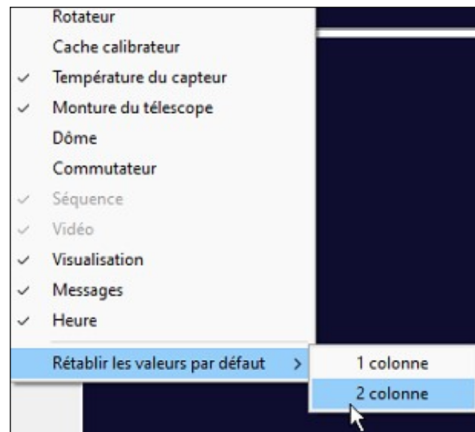 Rotateur
Cache calibrateur
Température du capteur
Monture du télescope
Dôme
Commutateur
Séquence
Vidéo
Visualisation
Messages
Heure
Rétablir les valeurs par défaut
1 colonne
2 colonne